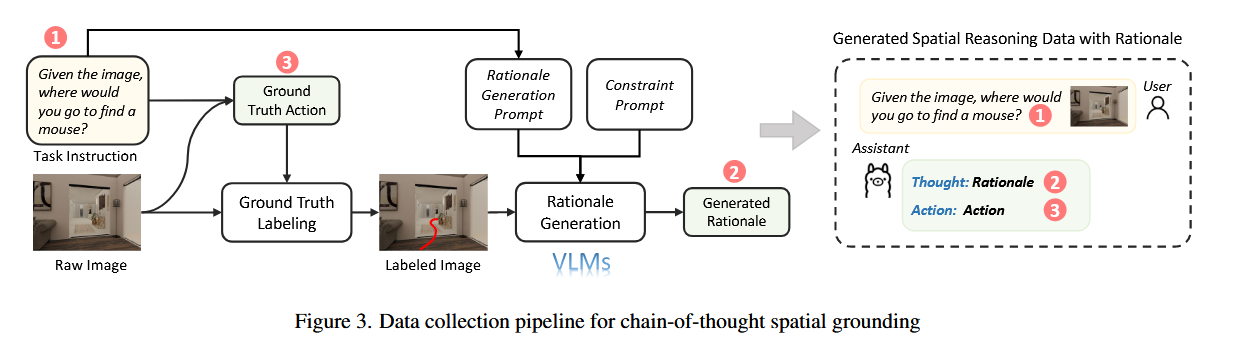 1
Given the image,
where would
you go to find a
mouse?
Task Instruction
Raw Image
3
Ground
Truth Action
Ground Truth
Labeling
Labeled Image
Rationale
Generation
Prompt
Constraint
Prompt
Rationale
Generation
VLMs
2
Generated
Rationale
Generated Spatial Reasoning Data with Rationale
Given the image, where would
you go to find a mouse? 1
User
Assistant
Thought: Rationale 2
Action: Action 3
Figure 3. Data collection pipeline for chain-of-thought spatial grounding